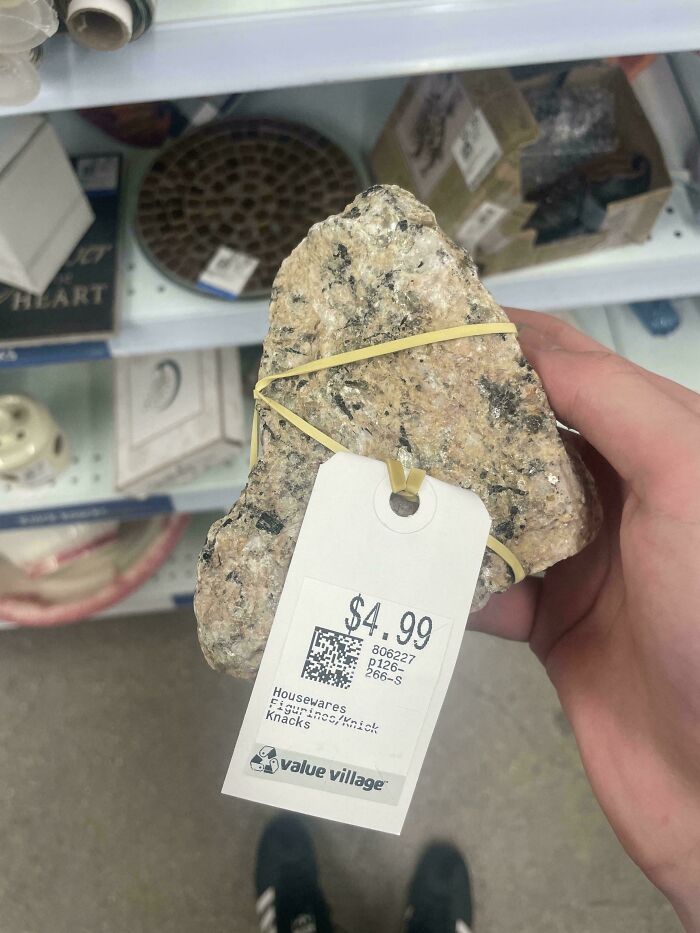 HEART
$4.99
806227
p126-
266-S
Housewares
Figurines/Knick
Knacks
value village